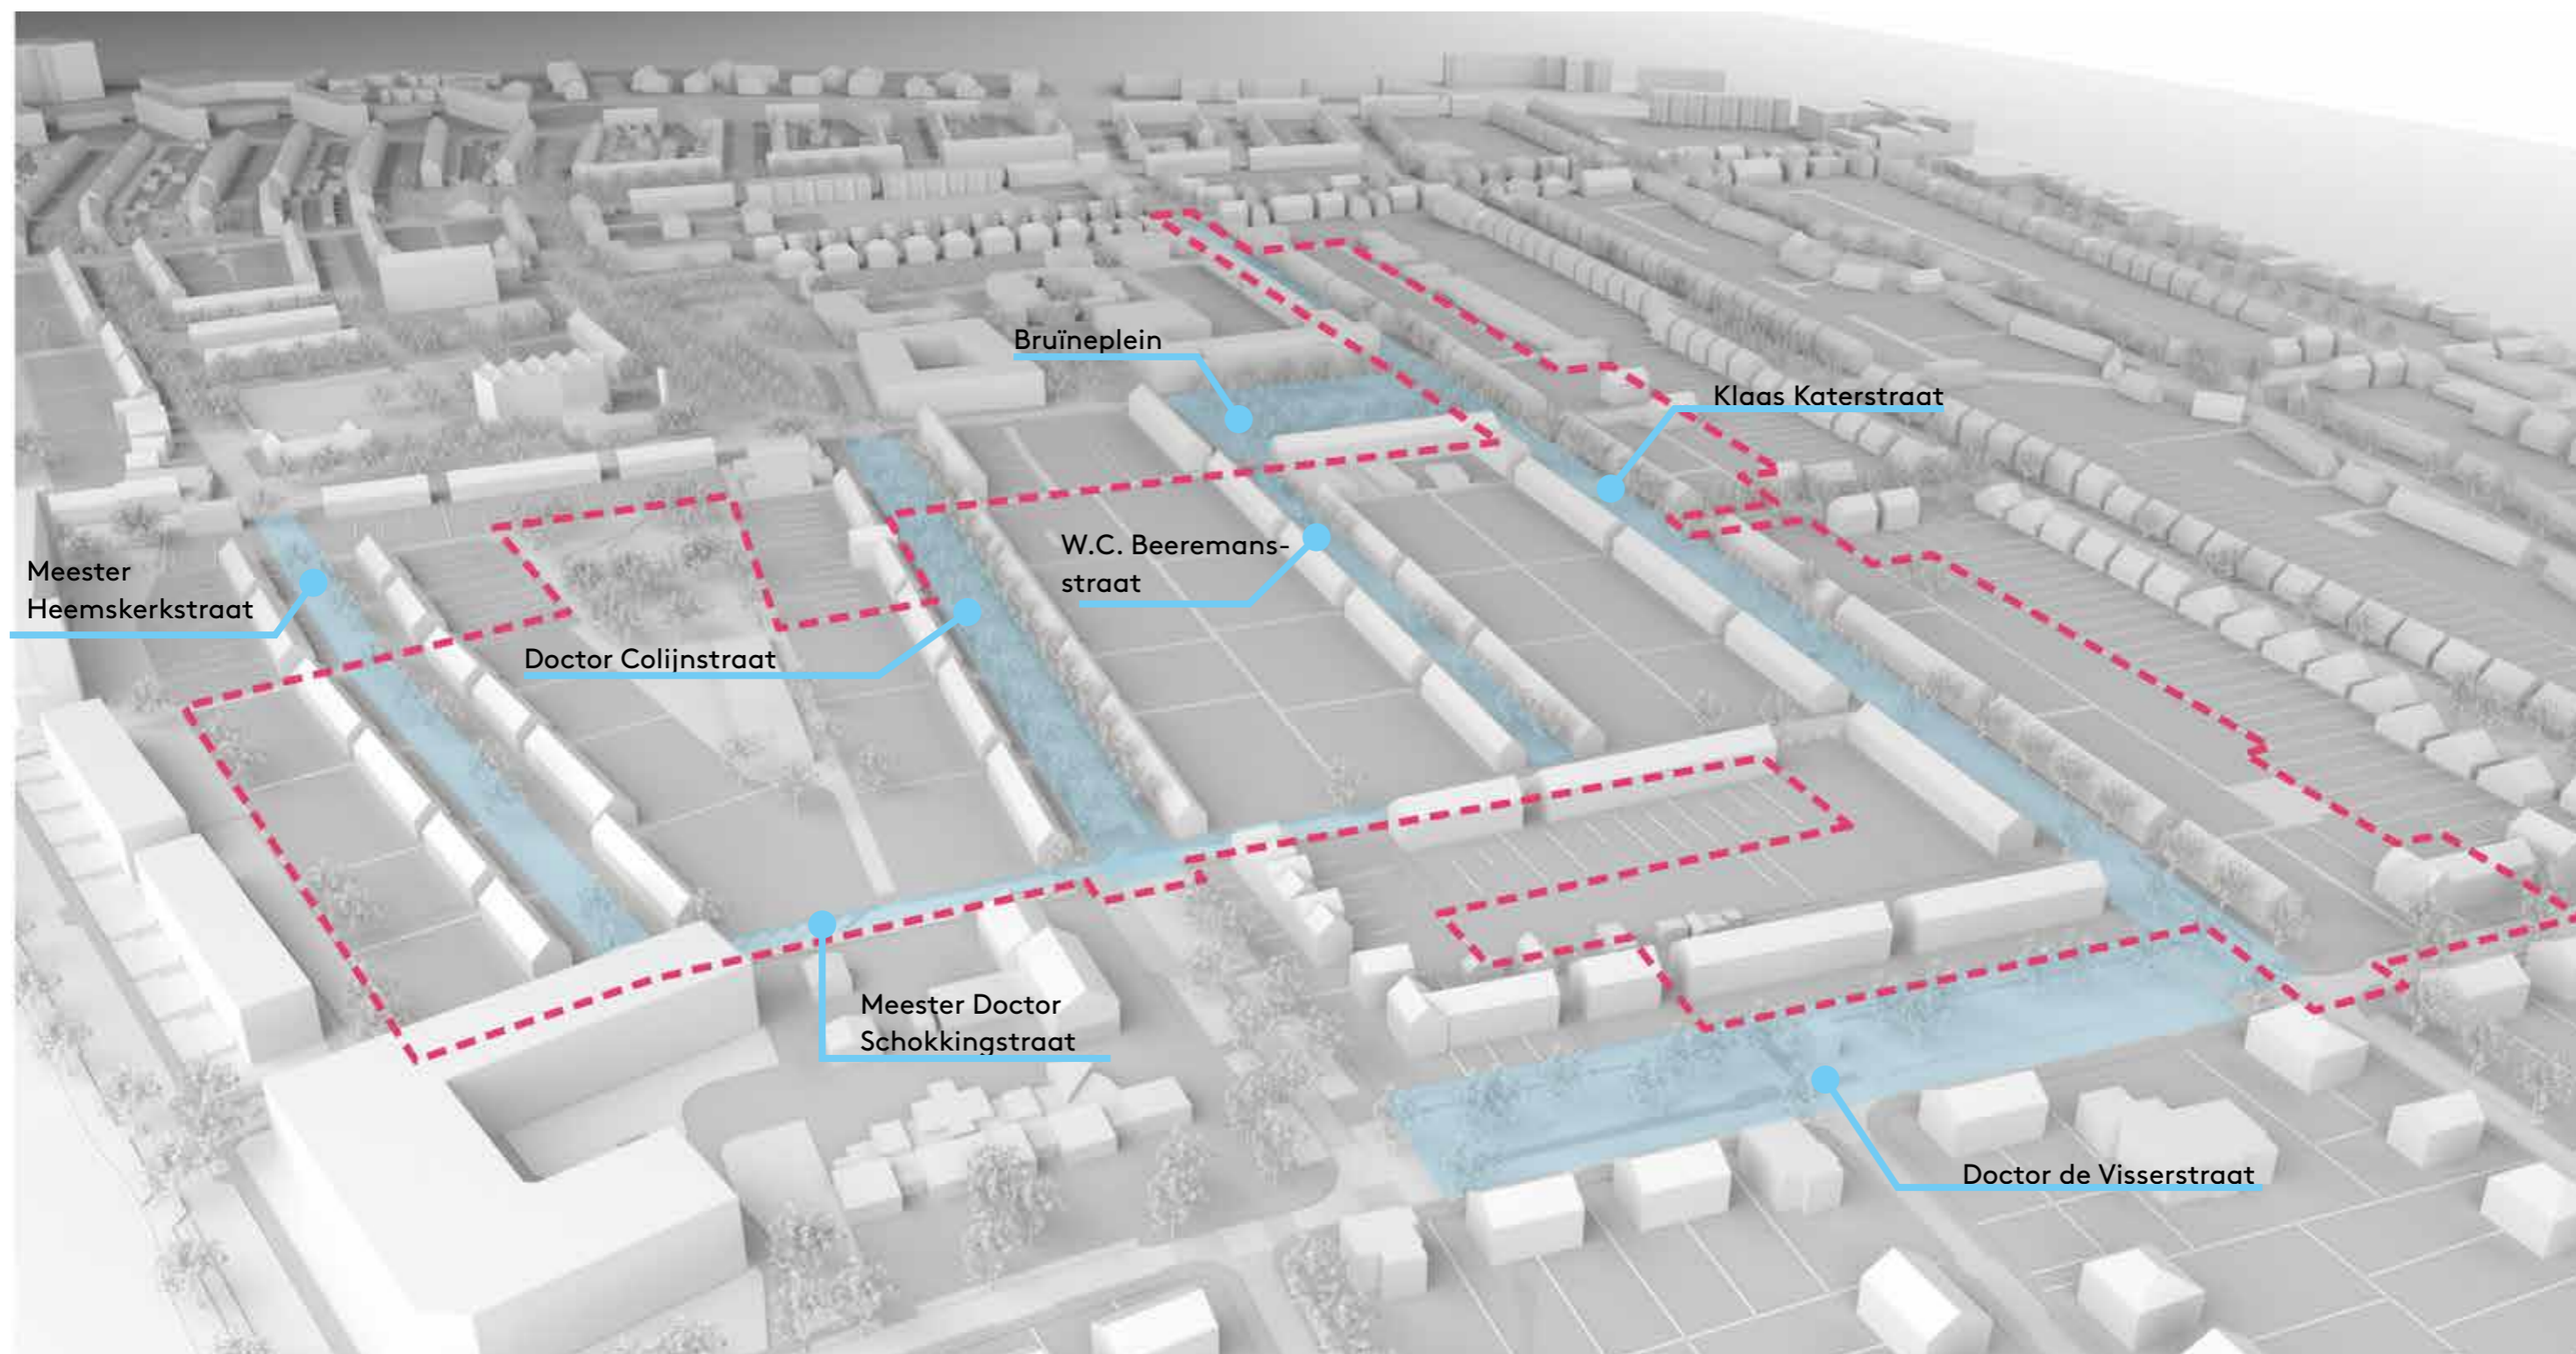 Bruïneplein
Klaas Katerstraat
W.C. Beeremans-
straat
Meester
Heemskerkstraat
Doctor Colijnstraat
Meester Doctor
Schokkingstraat
Doctor de Visserstraat